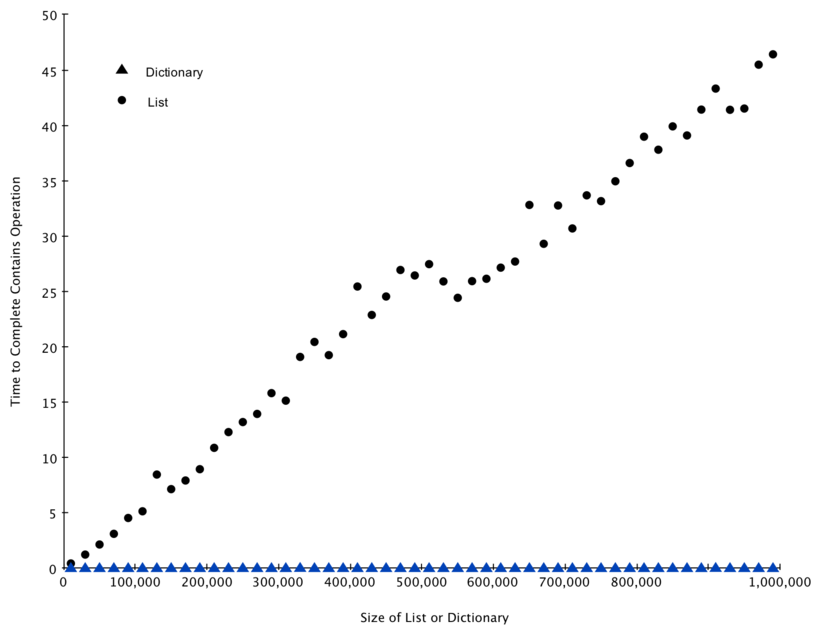 50
45
40
35
30
25
20
15
10
5
0
Dictionary
List
Time to Complete Contains Operation
0 100,000 200,000 300,000 400,000 500,000 600,000 700,000 800,000 1,000,000
Size of List or Dictionary